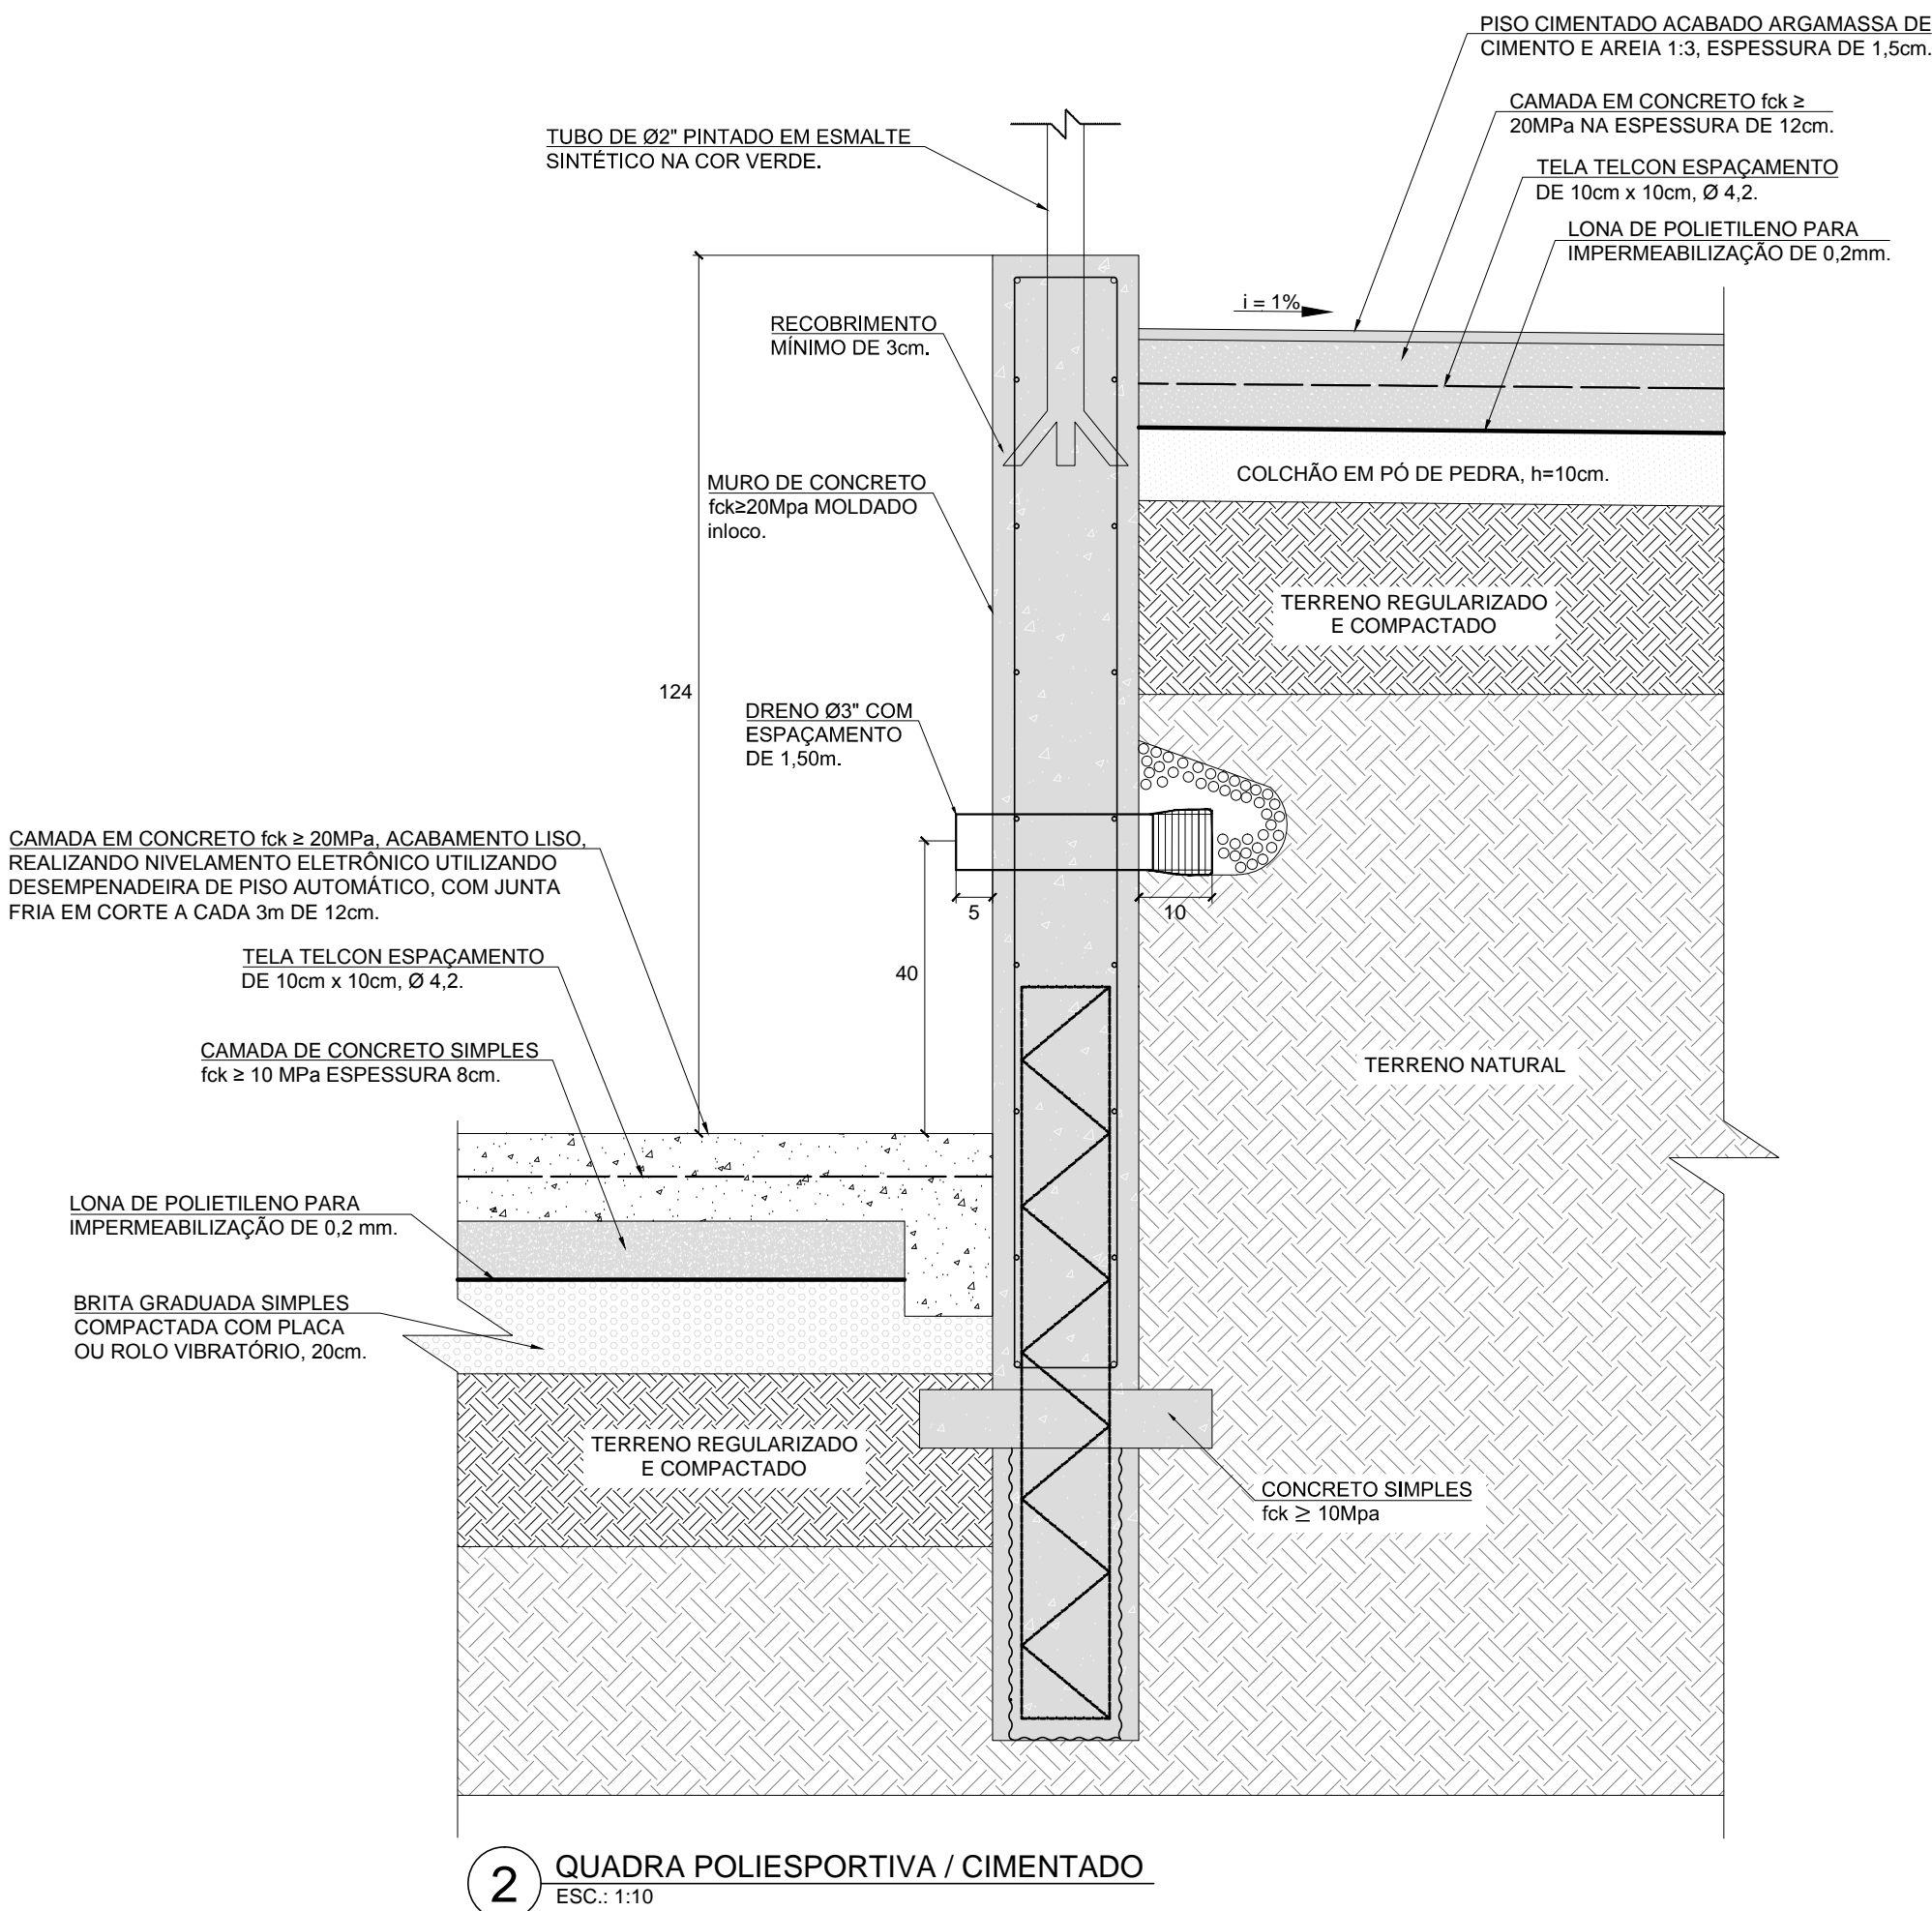 PISO CIMENTADO ACABADO ARGAMASSA DE
CIMENTO E AREIA 1:3, ESPESSURA DE 1,5cm.
CAMADA EM CONCRETO fck ≥
20MPa NA ESPESSURA DE 12cm.
TUBO DE Ø2" PINTADO EM ESMALTE
SINTÉTICO NA COR VERDE.
TELA TELCON ESPAÇAMENTO
DE 10cm x 10cm, Ø 4,2.
LONA DE POLIETILENO PARA
IMPERMEABILIZAÇÃO DE 0,2mm.
i = 1%
RECOBRIMENTO
MÍNIMO DE 3cm.
COLCHÃO EM PÓ DE PEDRA, h=10cm.
MURO DE CONCRETO
fck≥20Mpa MOLDADO
inloco.
TERRENO REGULARIZADO
E COMPACTADO
124
DRENO Ø3" COM
ESPAÇAMENTO
DE 1,50m.
CAMADA EM CONCRETO fck ≥ 20MPa, ACABAMENTO LISO,
REALIZANDO NIVELAMENTO ELETRÔNICO UTILIZANDO
DESEMPENADEIRA DE PISO AUTOMÁTICO, COM JUNTA
FRIA EM CORTE A CADA 3m DE 12cm.
5
10
40
TELA TELCON ESPAÇAMENTO
DE 10cm x 10cm, Ø 4,2.
CAMADA DE CONCRETO SIMPLES
fck ≥ 10 MPa ESPESSURA 8cm.
TERRENO NATURAL
LONA DE POLIETILENO PARA
IMPERMEABILIZAÇÃO DE 0,2 mm.
BRITA GRADUADA SIMPLES
COMPACTADA COM PLACA
OU ROLO VIBRATÓRIO, 20cm.
TERRENO REGULARIZADO
E COMPACTADO
CONCRETO SIMPLES
fck ≥ 10Mpa
2
QUADRA POLIESPORTIVA / CIMENTADO
ESC.: 1:10